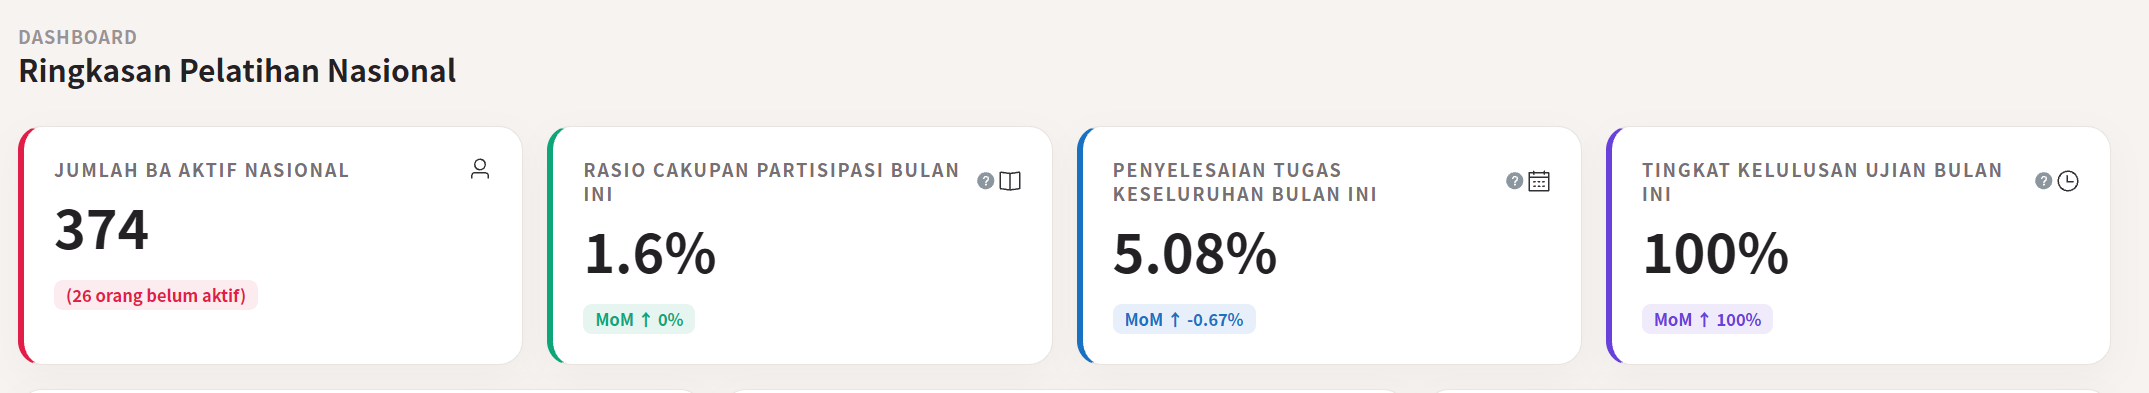 DASHBOARD
Ringkasan Pelatihan Nasional
JUMLAH BA AKTIF NASIONAL
374
(26 orang belum aktif)
RASIO CAKUPAN PARTISIPASI BULAN
INI
?
1.6%
MoM ↑ 0%
PENYELESAIAN TUGAS
KESELURUHAN BULAN INI
?
5.08%
MoM ↑ -0.67%
TINGKAT KELULUSAN UJIAN BULAN
INI
?
100%
MoM ↑ 100%